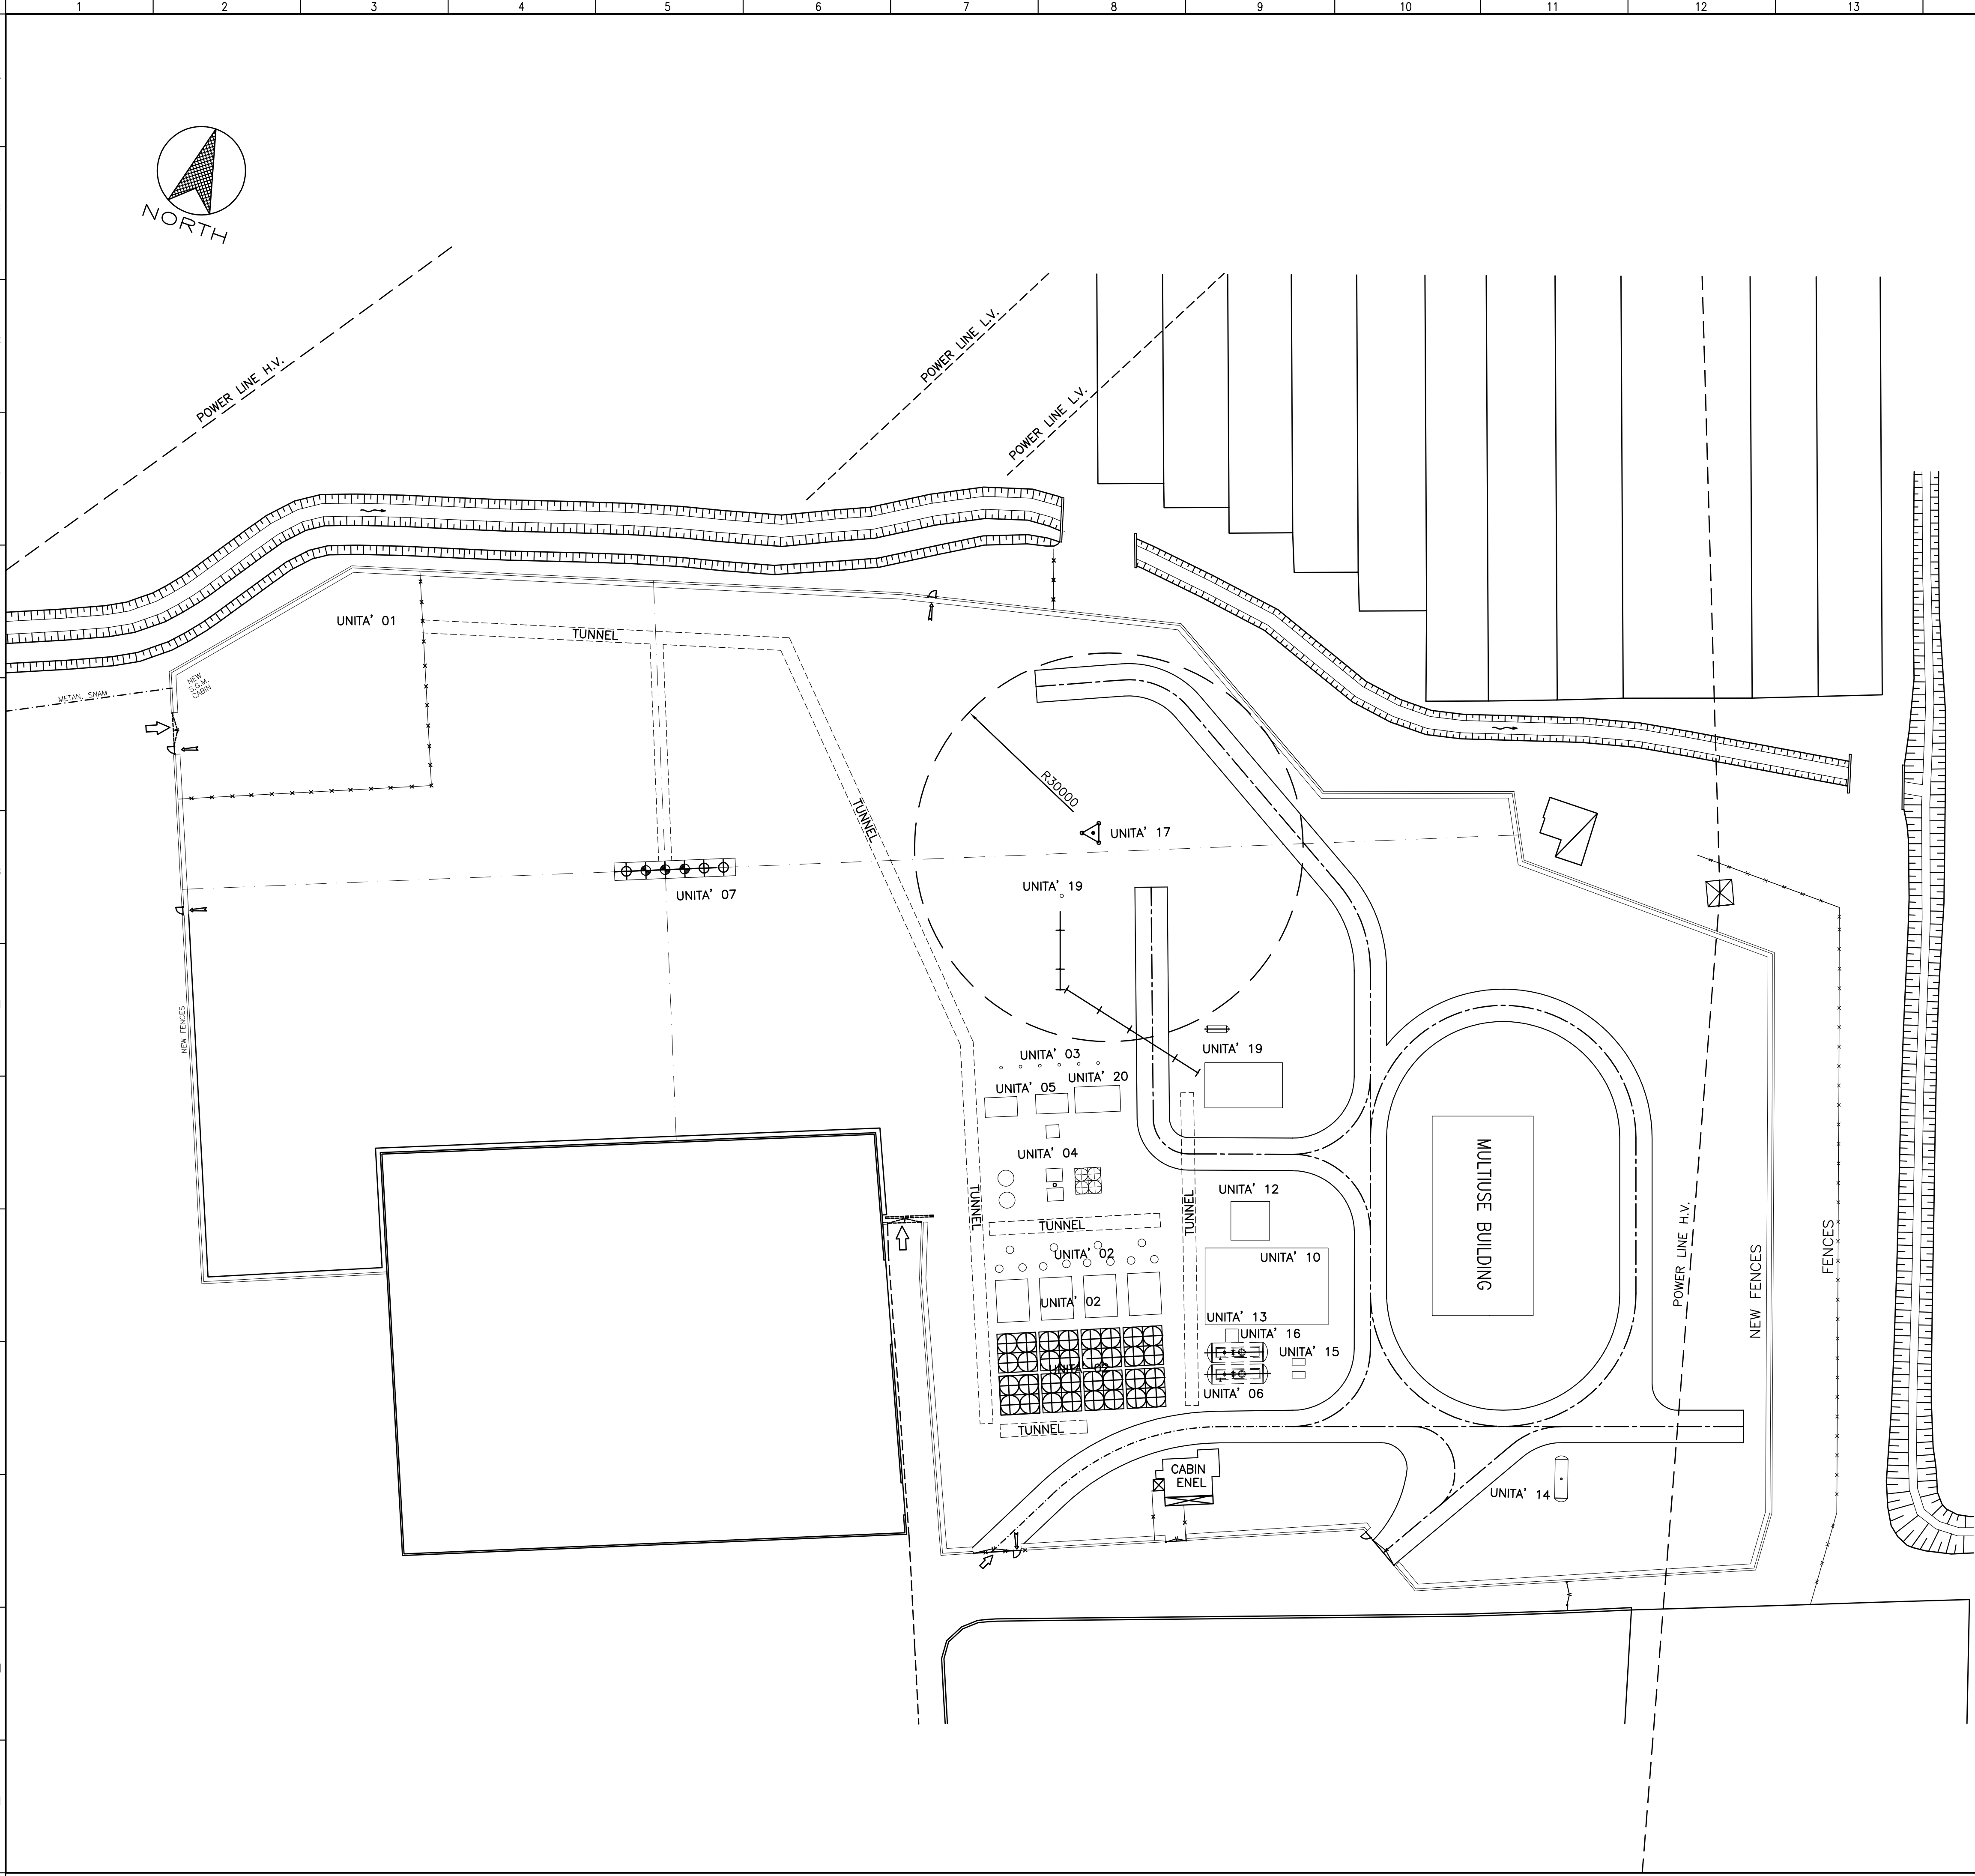 1 2 3 4 5 6 7 8 9 10 11 12 13
NORTH
POWER LINE H.V.
POWER LINE L.V.
POWER LINE L.V.
UNITA' 01
TUNNEL
NEW
S.G.M.
CABIN
METAN. SNAM
R30000
TUNNEL
UNITA' 17
UNITA' 07
UNITA' 19
NEW FENCES
UNITA' 03
UNITA' 19
UNITA' 05
UNITA' 20
UNITA' 04
MULTIUSE BUILDING
TUNNEL
TUNNEL
UNITA' 12
TUNNEL
UNITA' 02
UNITA' 10
POWER LINE H.V.
NEW FENCES
FENCES
UNITA' 02
UNITA' 13
UNITA' 16
UNITA' 15
UNITA' 02
UNITA' 06
TUNNEL
CABIN
ENEL
UNITA' 14